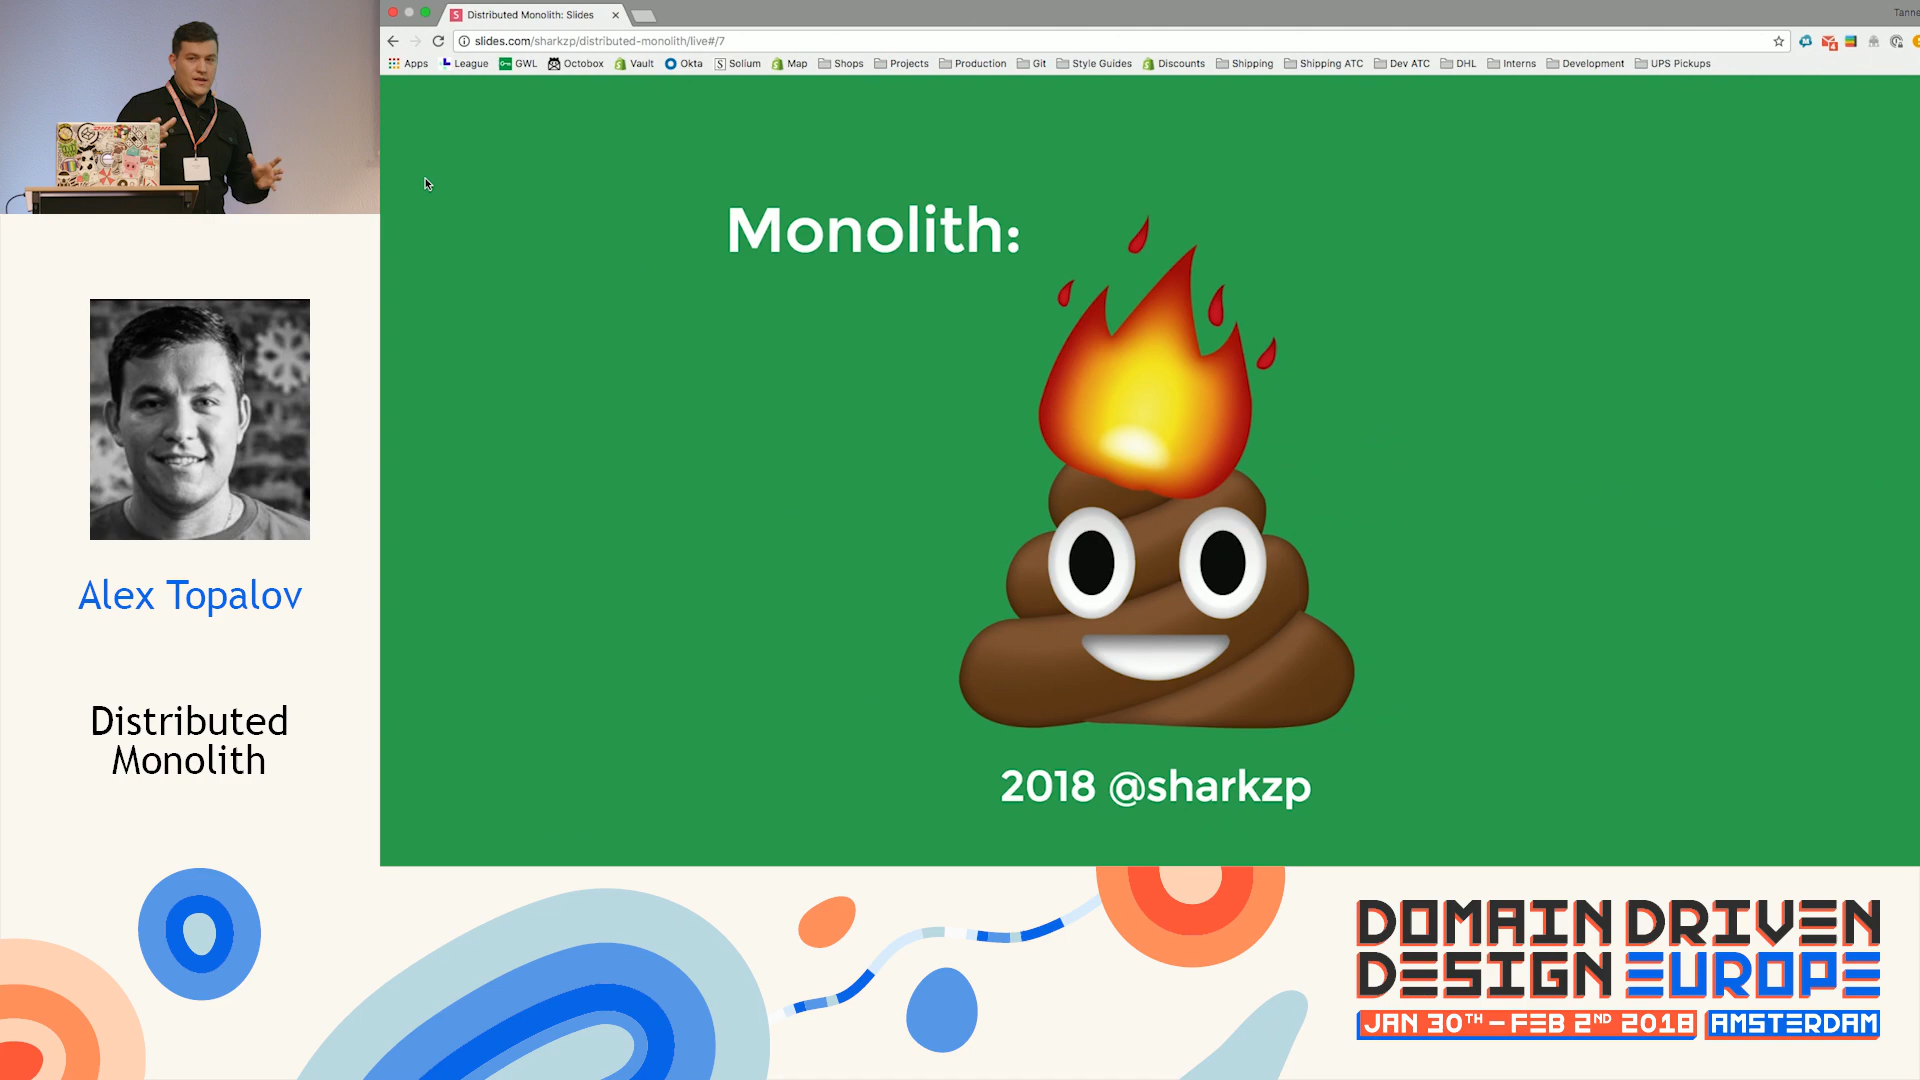 Distributed Monolith: Slides
Tanne
slides.com/sharkzp/distributed-monolith/live#/7
Apps League GWL Octobox Vault Okta Solium Map Shops Projects Production Git Style Guides Discounts Shipping Shipping ATC Dev ATC DHL Interns Development UPS Pickups
Monolith:
2018 @sharkzp
Alex Topalov
Distributed
Monolith
DOMAIN DRIVEN
DESIGN EUROPE
JAN 30TH – FEB 2ND 2018 AMSTERDAM